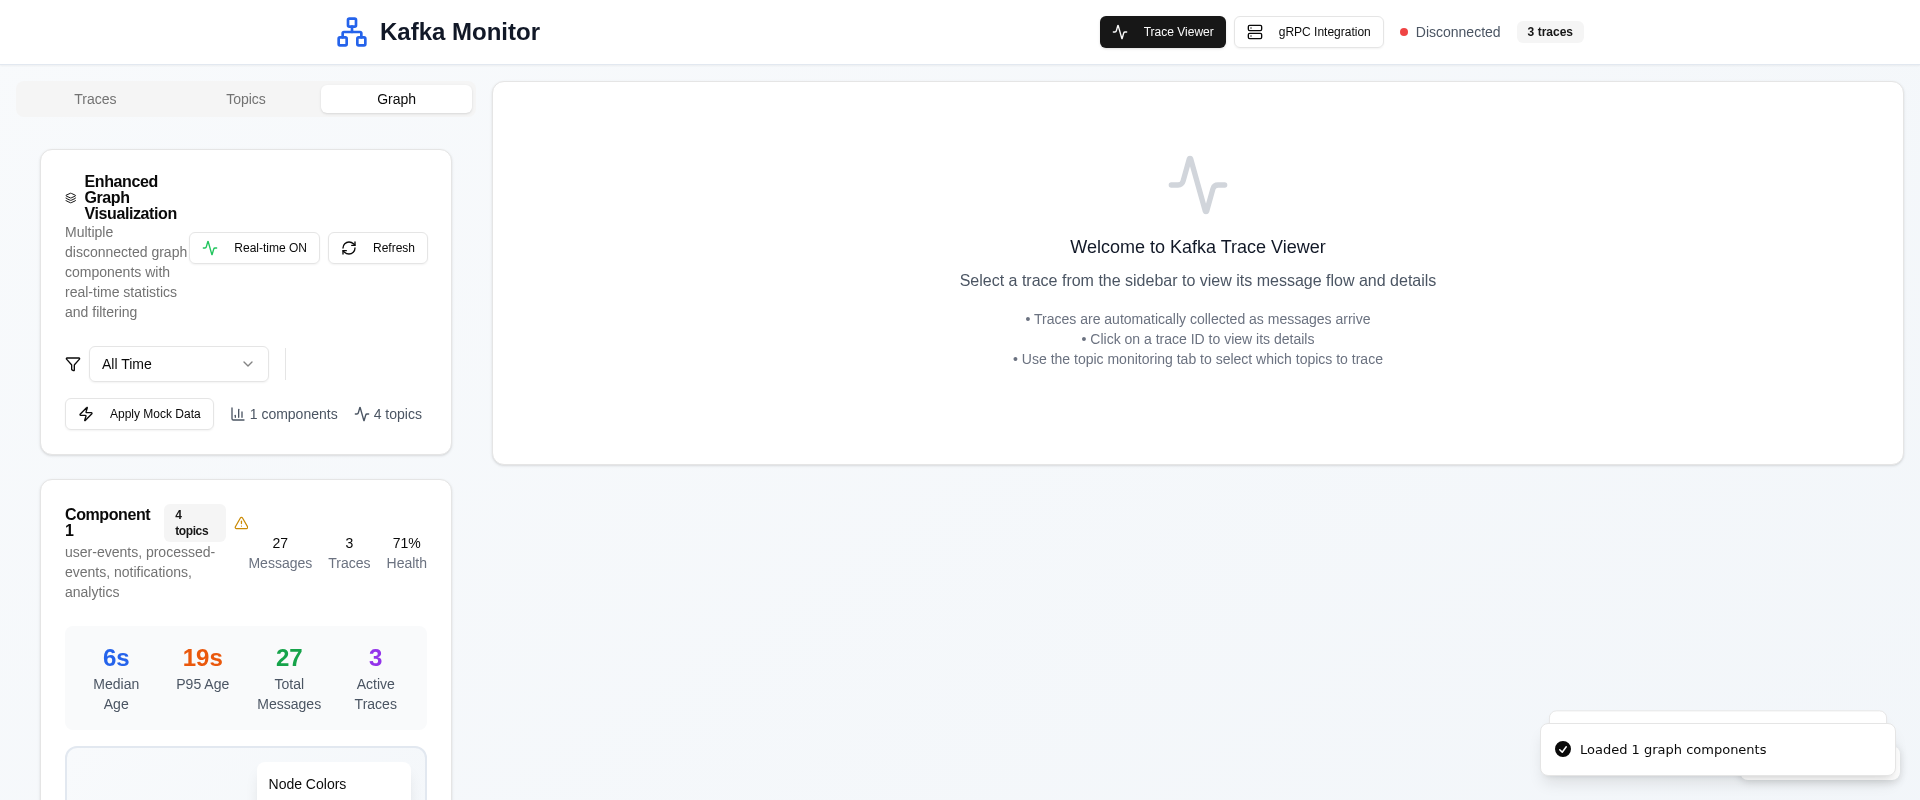 Kafka Monitor
Trace Viewer
gRPC Integration
Disconnected
3 traces
Traces
Topics
Graph
Enhanced
Graph
Visualization
Multiple
disconnected graph
components with
real-time statistics
and filtering
Real-time ON
Refresh
All Time
Apply Mock Data
1 components
4 topics
Component
1
4
topics
user-events, processed-
events, notifications,
analytics
27
Messages
3
Traces
71%
Health
6s
Median
Age
19s
P95 Age
27
Total
Messages
3
Active
Traces
Node Colors
Welcome to Kafka Trace Viewer
Select a trace from the sidebar to view its message flow and details
• Traces are automatically collected as messages arrive
• Click on a trace ID to view its details
• Use the topic monitoring tab to select which topics to trace
Loaded 1 graph components